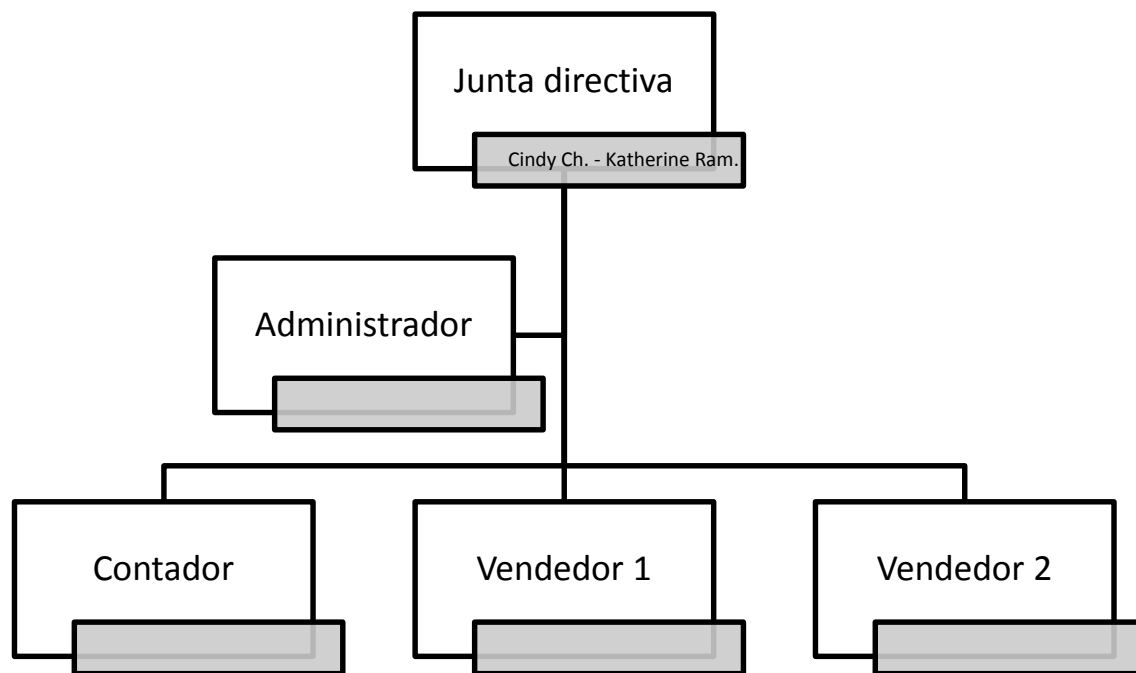 Junta directiva
Cindy Ch. - Katherine Ram.
Administrador
Contador
Vendedor 1
Vendedor 2